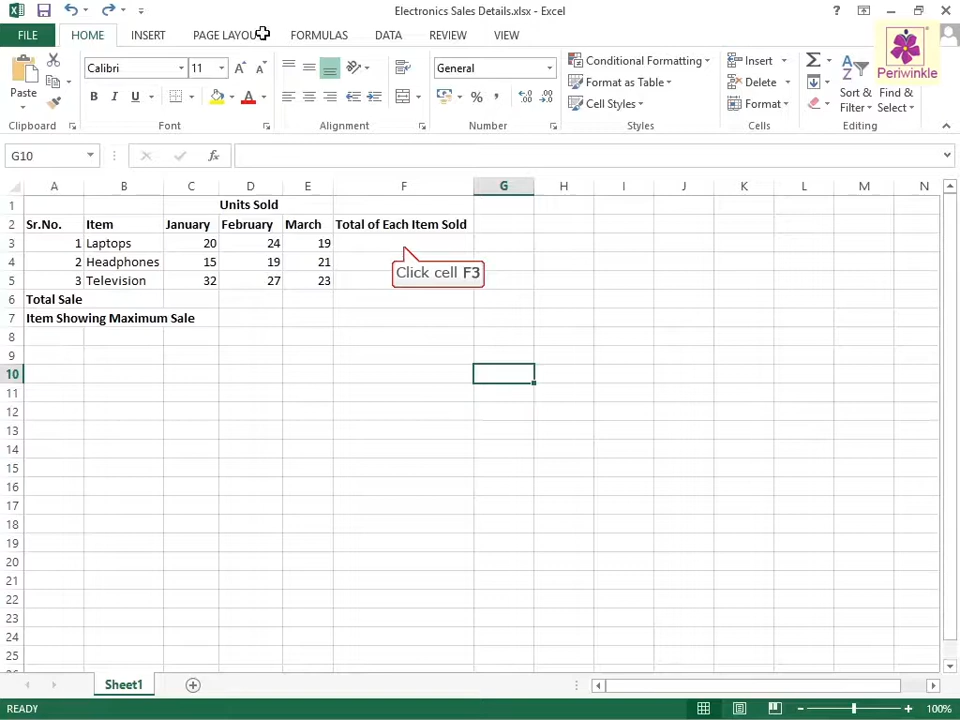 Electronics Sales Details.xlsx - Excel
FILE HOME INSERT PAGE LAYOUT FORMULAS DATA REVIEW VIEW
Periwinkle
Paste
Calibri 11
B I U
A A
General
%
Conditional Formatting
Format as Table
Cell Styles
Insert
Delete
Format
Sort & Filter
Find & Select
Clipboard Font Alignment Number Styles Cells Editing
G10 fx
A B C D E F G H I J K L M N
1 Units Sold
2 Sr.No. Item January February March Total of Each Item Sold
3 1 Laptops 20 24 19
4 2 Headphones 15 19 21
Click cell F3
5 3 Television 32 27 23
6 Total Sale
7 Item Showing Maximum Sale
8
9
10
11
12
13
14
15
16
17
18
19
20
21
22
23
24
25
Sheet1
READY 100%